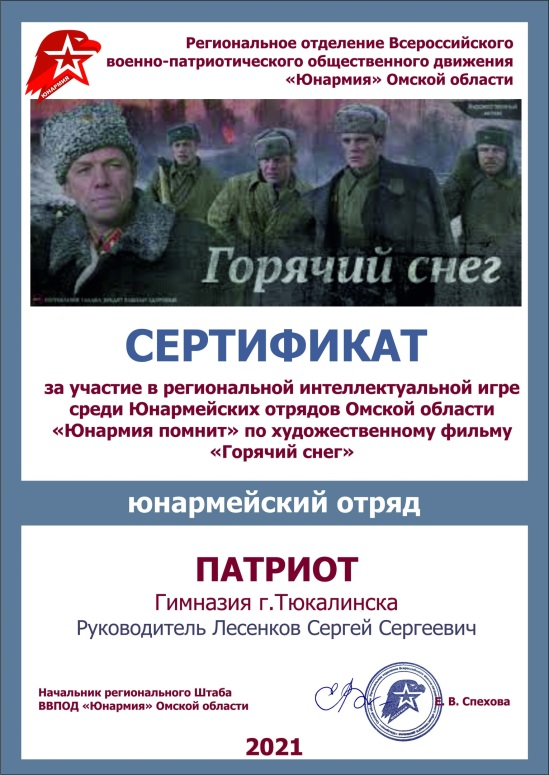 Региональное отделение Всероссийского
военно-патриотического общественного движения
«Юнармия» Омской области
ЮНАРМИЯ
Горячий снег
СЕРТИФИКАТ
за участие в региональной интеллектуальной игре
среди Юнармейских отрядов Омской области
«Юнармия помнит» по художественному фильму
«Горячий снег»
юнармейский отряд
ПАТРИОТ
Гимназия г.Тюкалинска
Руководитель Лесенков Сергей Сергеевич
Начальник регионального Штаба
ВВПОД «Юнармия» Омской области
Е. В. Спехова
2021